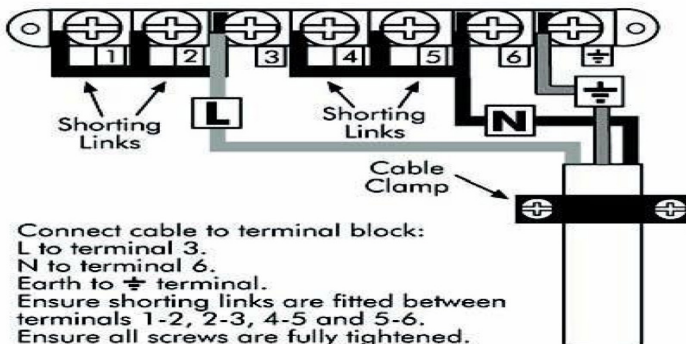 1 2 3 4 5 6 ⏚
Shorting Links
L
Shorting Links
N
⏚
Cable Clamp
Connect cable to terminal block:
L to terminal 3.
N to terminal 6.
Earth to ⏚ terminal.
Ensure shorting links are fitted between
terminals 1-2, 2-3, 4-5 and 5-6.
Ensure all screws are fully tightened.